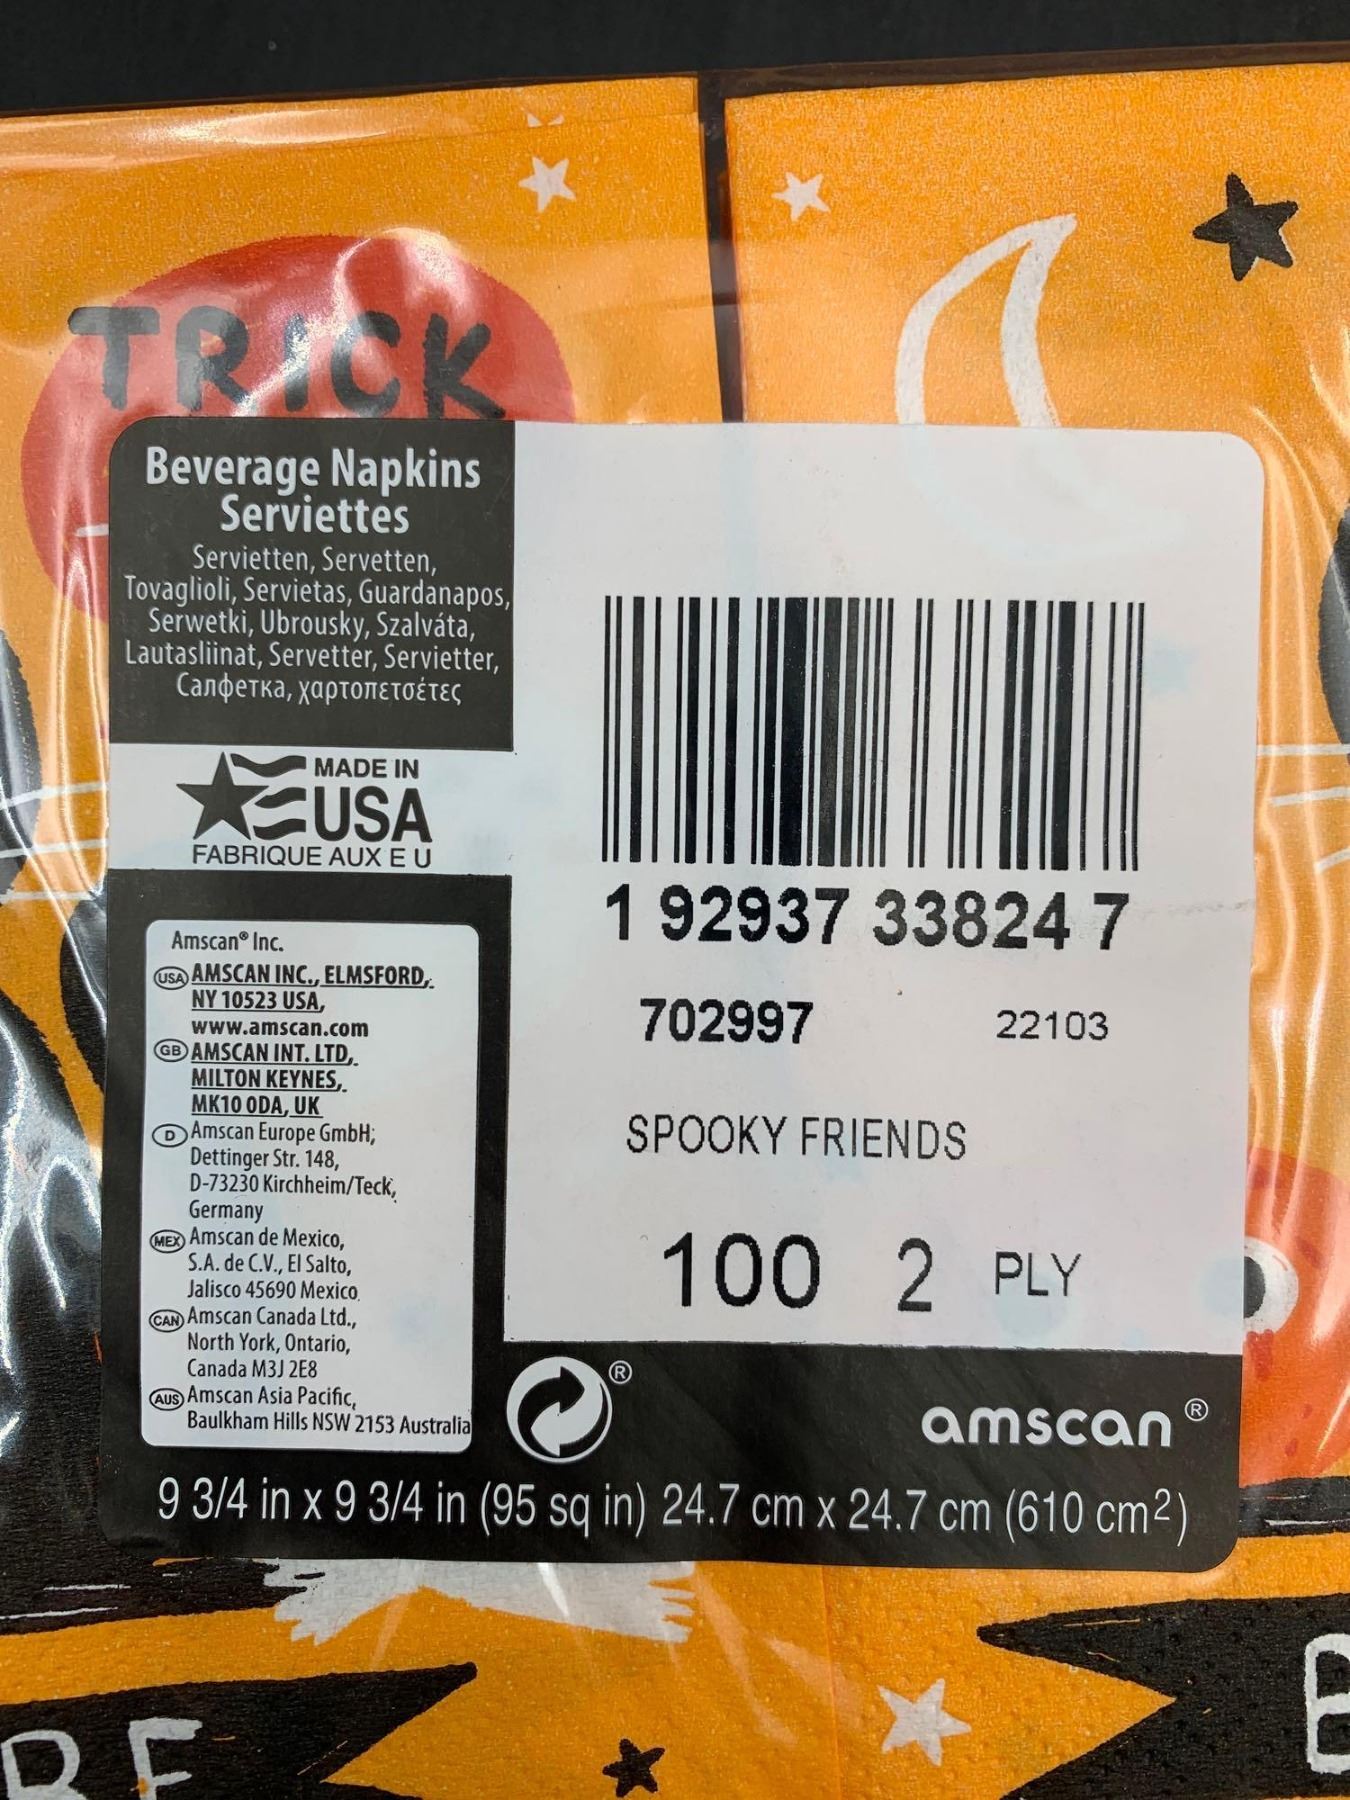 TRICK
Beverage Napkins
Serviettes
Servietten, Servetten,
Tovaglioli, Servietas, Guardanapos,
Serwetki, Ubrousky, Szalváta,
Lautasliinat, Servetter, Servietter,
Салфетка, χαρτοπετσέτες
MADE IN
USA
FABRIQUE AUX E U
1 92937 33824 7
702997 22103
SPOOKY FRIENDS
100 2 PLY
Amscan® Inc.
USA AMSCAN INC., ELMSFORD,
NY 10523 USA,
www.amscan.com
GB AMSCAN INT. LTD,
MILTON KEYNES,
MK10 0DA, UK
D Amscan Europe GmbH;
Dettinger Str. 148,
D-73230 Kirchheim/Teck,
Germany
MEX Amscan de Mexico,
S.A. de C.V., El Salto,
Jalisco 45690 Mexico
CAN Amscan Canada Ltd.,
North York, Ontario,
Canada M3J 2E8
AUS Amscan Asia Pacific,
Baulkham Hills NSW 2153 Australia
®
amscan®
9 3/4 in x 9 3/4 in (95 sq in) 24.7 cm x 24.7 cm (610 cm²)